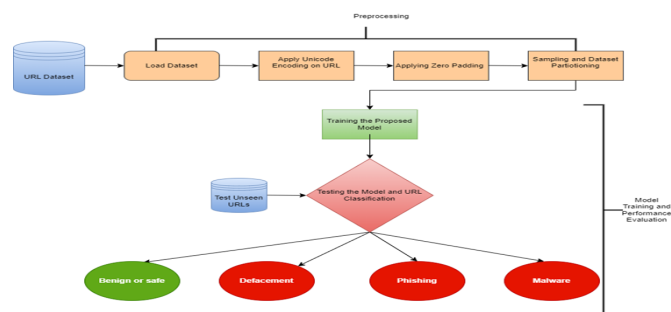 Preprocessing
URL Dataset
Load Dataset
Apply Unicode
Encoding on URL
Applying Zero Padding
Sampling and Dataset
Partiotioning
Training the Proposed
Model
Test Unseen
URLs
Testing the Model and URL
Classification
Model
Training and
Performance
Evaluation
Benign or safe
Defacement
Phishing
Malware